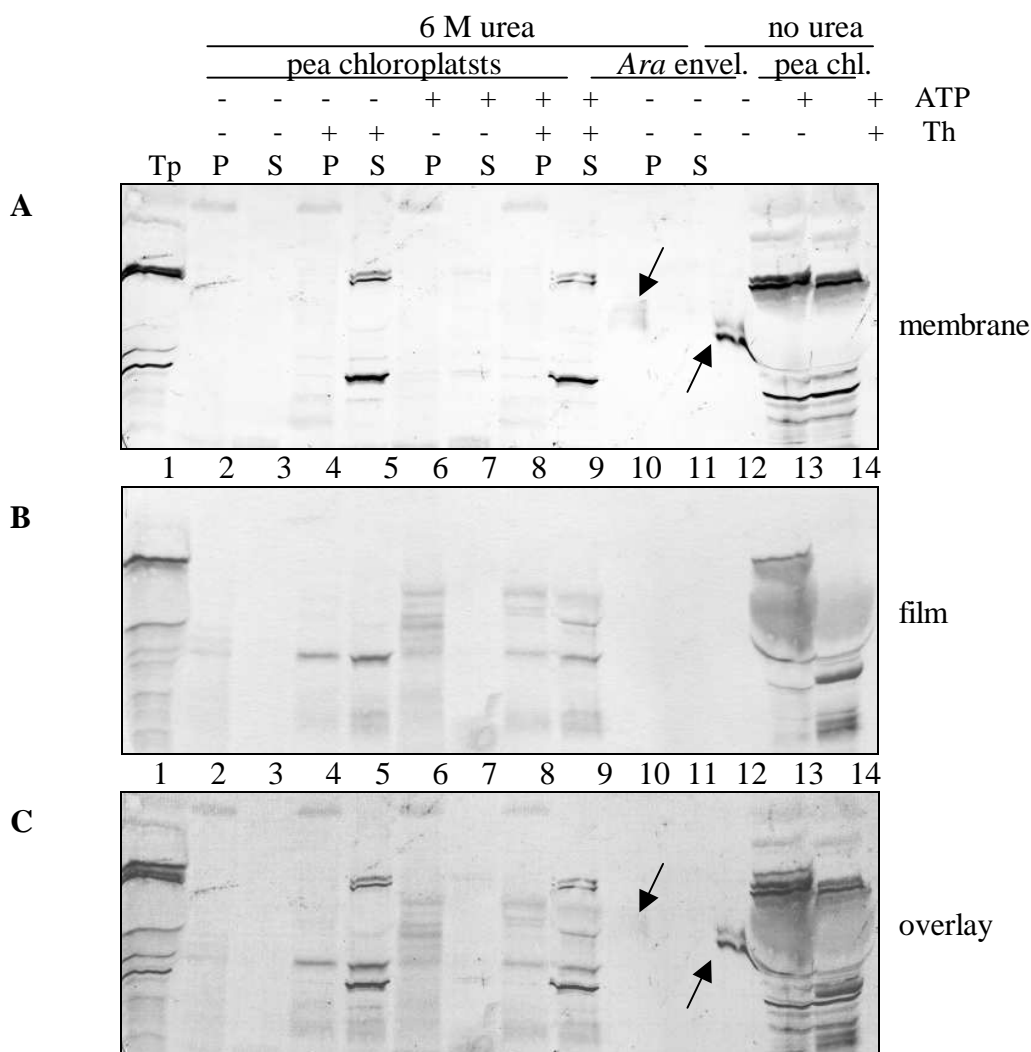 6 M urea no urea
pea chloroplatsts Ara envel. pea chl.
- - - - + + + + - - - + + ATP
- - + + - - + + - - - - + Th
Tp P S P S P S P S P S
A
membrane
1 2 3 4 5 6 7 8 9 10 11 12 13 14
B
film
1 2 3 4 5 6 7 8 9 10 11 12 13 14
C
overlay